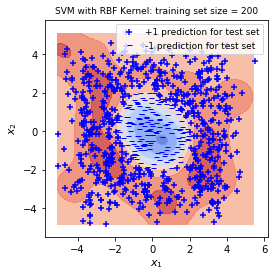 SVM with RBF Kernel: training set size = 200
+1 prediction for test set
-1 prediction for test set
x₂
4
2
0
−2
−4
−4 −2 0 2 4 6
x₁